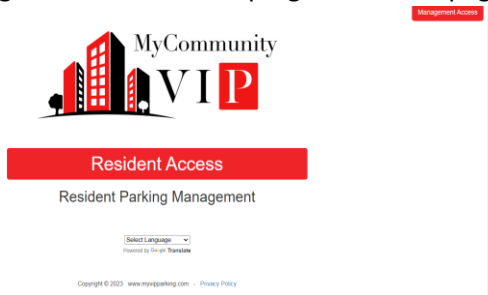 Management Access
MyCommunity
VIP
Resident Access
Resident Parking Management
Select Language
Powered by Google Translate
Copyright © 2023 www.myvipparking.com - Privacy Policy